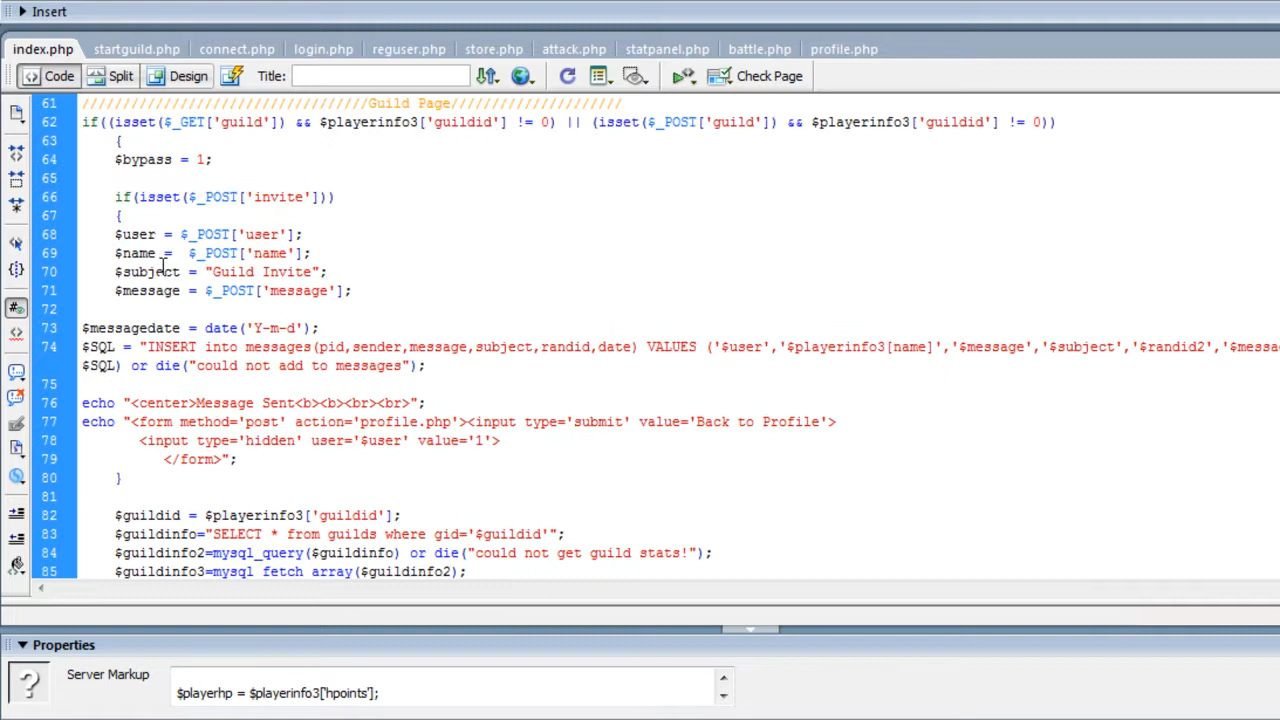 Insert
index.php startguild.php connect.php login.php reguser.php store.php attack.php statpanel.php battle.php profile.php
Code Split Design Title: Check Page
61 //////////////////////////////////Guild Page/////////////////////
62 if((isset($_GET['guild']) && $playerinfo3['guildid'] != 0) || (isset($_POST['guild']) && $playerinfo3['guildid'] != 0))
63 {
64 $bypass = 1;
65
66 if(isset($_POST['invite']))
67 {
68 $user = $_POST['user'];
69 $name = $_POST['name'];
70 $subject = "Guild Invite";
71 $message = $_POST['message'];
72
73 $messagedate = date('Y-m-d');
74 $SQL = "INSERT into messages(pid,sender,message,subject,randid,date) VALUES ('$user','$playerinfo3[name]','$message','$subject','$randid2','$messa
$SQL) or die("could not add to messages");
75
76 echo "<center>Message Sent<b><b><br><br>";
77 echo "<form method='post' action='profile.php'><input type='submit' value='Back to Profile'>
78 <input type='hidden' user='$user' value='1'>
79 </form>";
80 }
81
82 $guildid = $playerinfo3['guildid'];
83 $guildinfo="SELECT * from guilds where gid='$guildid'";
84 $guildinfo2=mysql_query($guildinfo) or die("could not get guild stats!");
85 $guildinfo3=mysql_fetch_array($guildinfo2);
Properties
Server Markup
$playerhp = $playerinfo3['hpoints'];